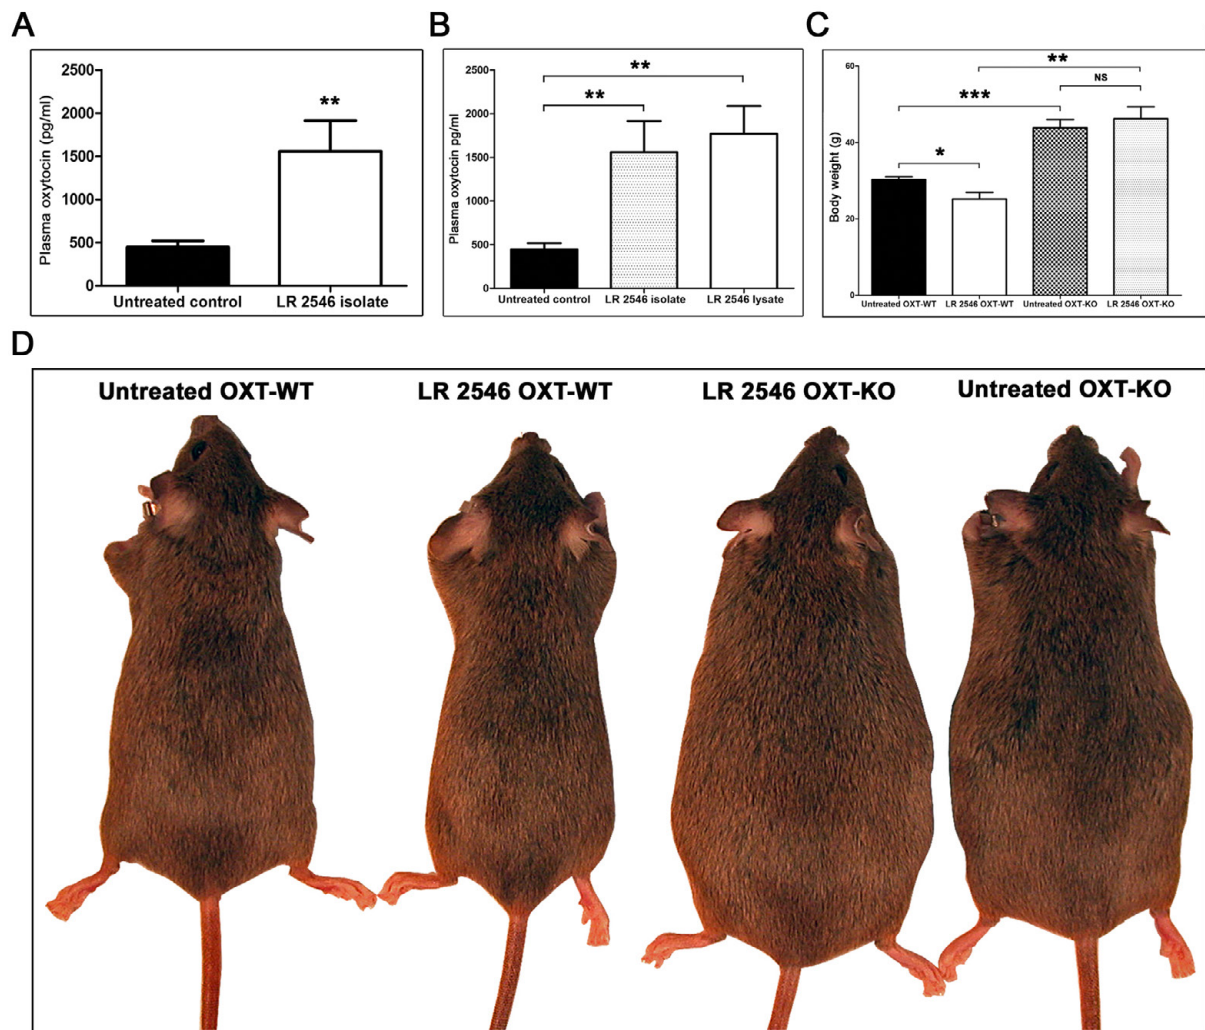 A
B
C
2500
2000
1500
1000
500
0
Plasma oxytocin (pg/ml)
**
Untreated control
LR 2546 isolate
2500
2000
1500
1000
500
0
Plasma oxytocin pg/ml
**
**
Untreated control
LR 2546 isolate
LR 2546 lysate
60
40
20
0
Body weight (g)
**
NS
***
*
Untreated OXT-WT
LR 2546 OXT-WT
Untreated OXT-KO
LR 2546 OXT-KO
D
Untreated OXT-WT
LR 2546 OXT-WT
LR 2546 OXT-KO
Untreated OXT-KO